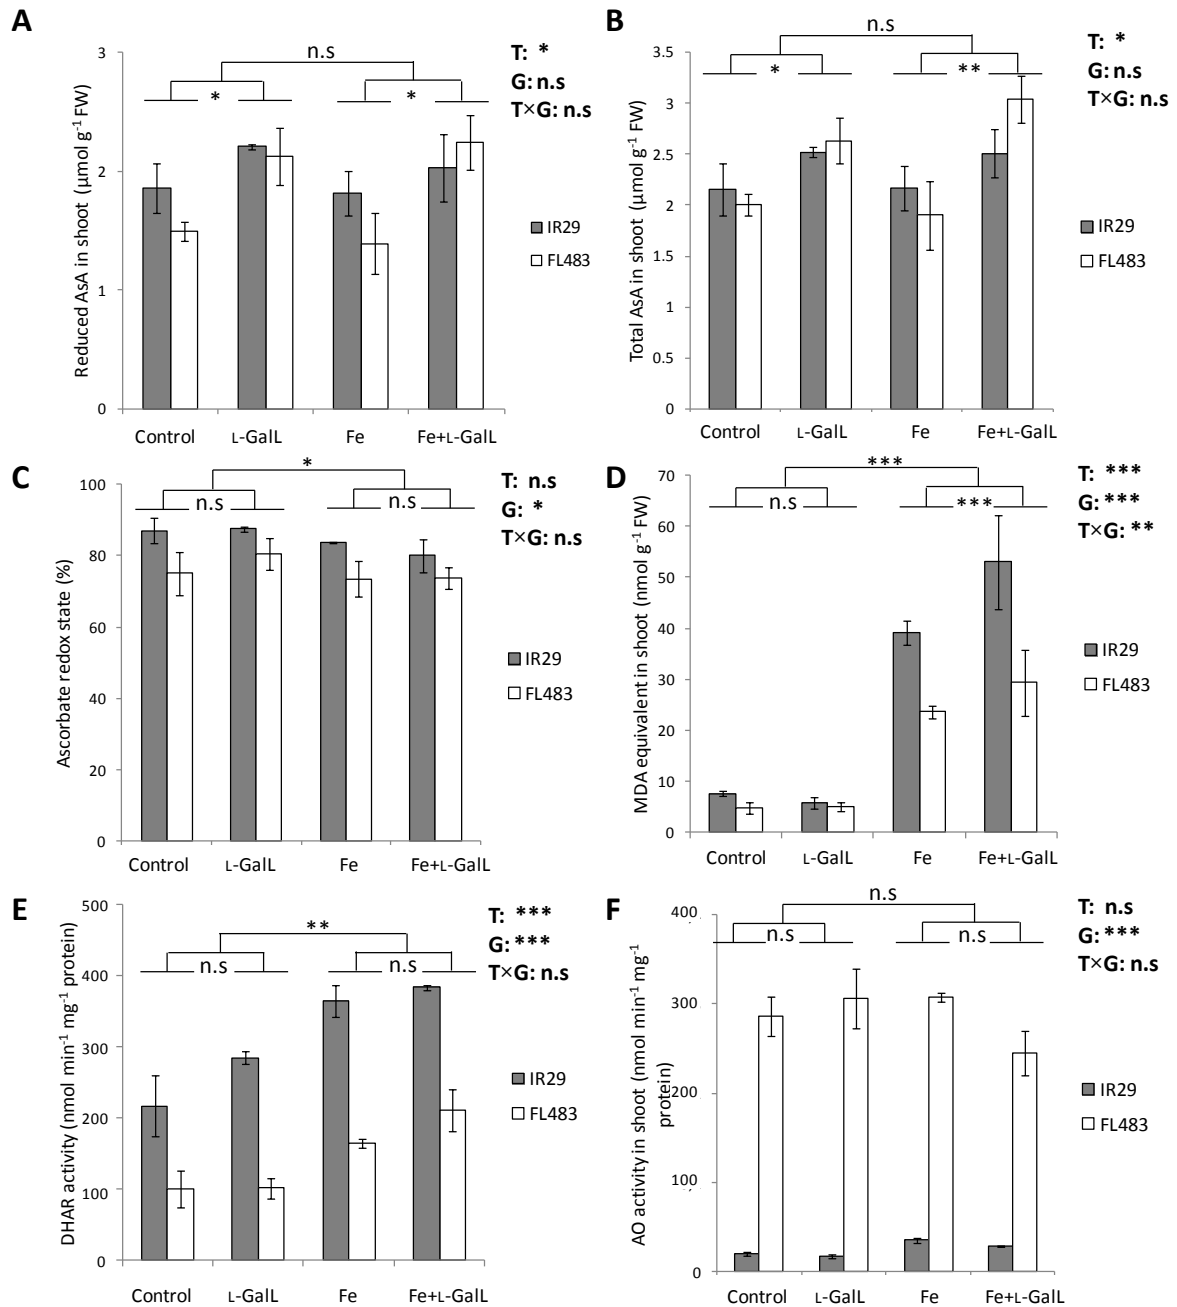 A
n.s
T: *
G: n.s
T×G: n.s
*
*
3
2
1
0
Reduced AsA in shoot (µmol g⁻¹ FW)
IR29
FL483
Control
L-GalL
Fe
Fe+L-GalL
B
n.s
T: *
G: n.s
T×G: n.s
*
**
3.5
3
2.5
2
1.5
1
0.5
0
Total AsA in shoot (µmol g⁻¹ FW)
IR29
FL483
Control
L-GalL
Fe
Fe+L-GalL
C
*
T: n.s
G: *
T×G: n.s
n.s
n.s
100
80
60
40
20
0
Ascorbate redox state (%)
IR29
FL483
Control
L-GalL
Fe
Fe+L-GalL
D
***
T: ***
G: ***
T×G: **
n.s
***
70
60
50
40
30
20
10
0
MDA equivalent in shoot (nmol g⁻¹ FW)
IR29
FL483
Control
L-GalL
Fe
Fe+L-GalL
E
**
T: ***
G: ***
T×G: n.s
n.s
n.s
500
400
300
200
100
0
DHAR activity (nmol min⁻¹ mg⁻¹ protein)
IR29
FL483
Control
L-GalL
Fe
Fe+L-GalL
F
n.s
T: n.s
G: ***
T×G: n.s
n.s
n.s
400
300
200
100
0
AO activity in shoot (nmol min⁻¹ mg⁻¹
protein)
IR29
FL483
Control
L-GalL
Fe
Fe+L-GalL